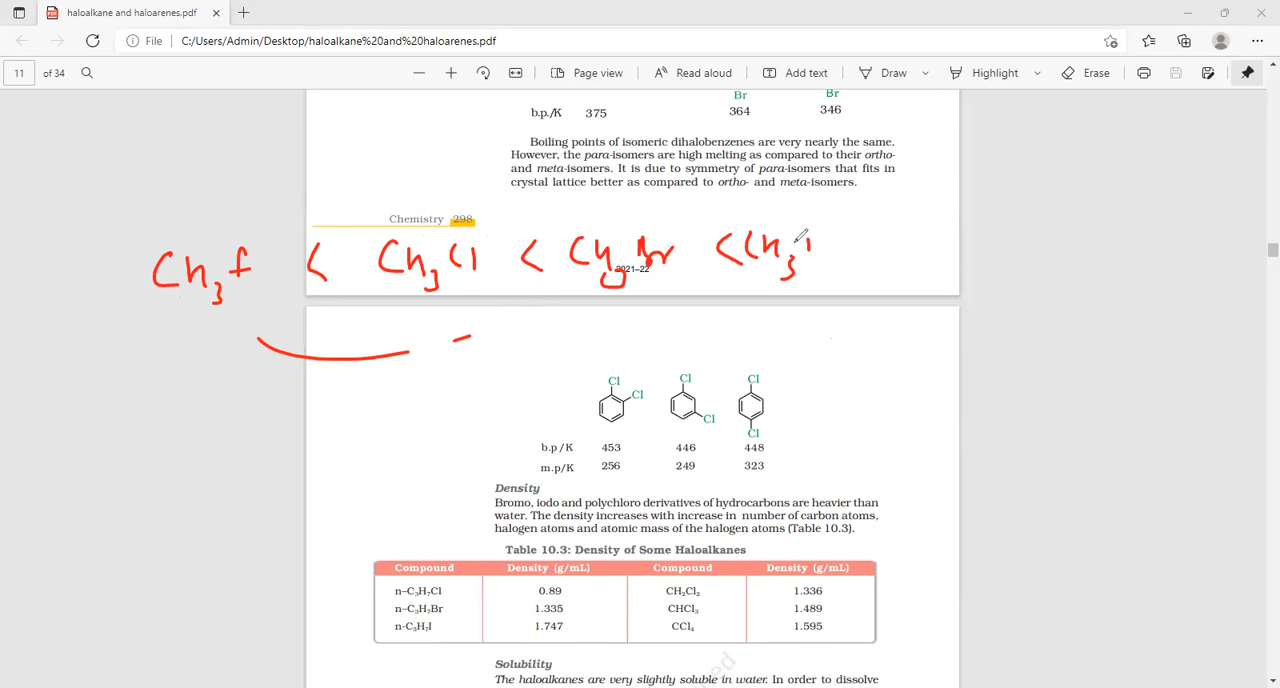 haloalkane and haloarenes.pdf
File C:/Users/Admin/Desktop/haloalkane%20and%20haloarenes.pdf
11 of 34 Page view Read aloud Add text Draw Highlight Erase
Br Br
b.p./K 375 364 346
Boiling points of isomeric dihalobenzenes are very nearly the same.
However, the para-isomers are high melting as compared to their ortho-
and meta-isomers. It is due to symmetry of para-isomers that fits in
crystal lattice better as compared to ortho- and meta-isomers.
Chemistry 298
CH3F < CH3Cl < CH3Br < CH3I
2021–22
Cl Cl Cl
Cl Cl Cl
b.p/K 453 446 448
m.p/K 256 249 323
Density
Bromo, iodo and polychloro derivatives of hydrocarbons are heavier than
water. The density increases with increase in number of carbon atoms,
halogen atoms and atomic mass of the halogen atoms (Table 10.3).
Table 10.3: Density of Some Haloalkanes
Compound Density (g/mL) Compound Density (g/mL)
n–C₃H₇Cl 0.89 CH₂Cl₂ 1.336
n–C₃H₇Br 1.335 CHCl₃ 1.489
n-C₃H₇I 1.747 CCl₄ 1.595
Solubility
The haloalkanes are very slightly soluble in water. In order to dissolve